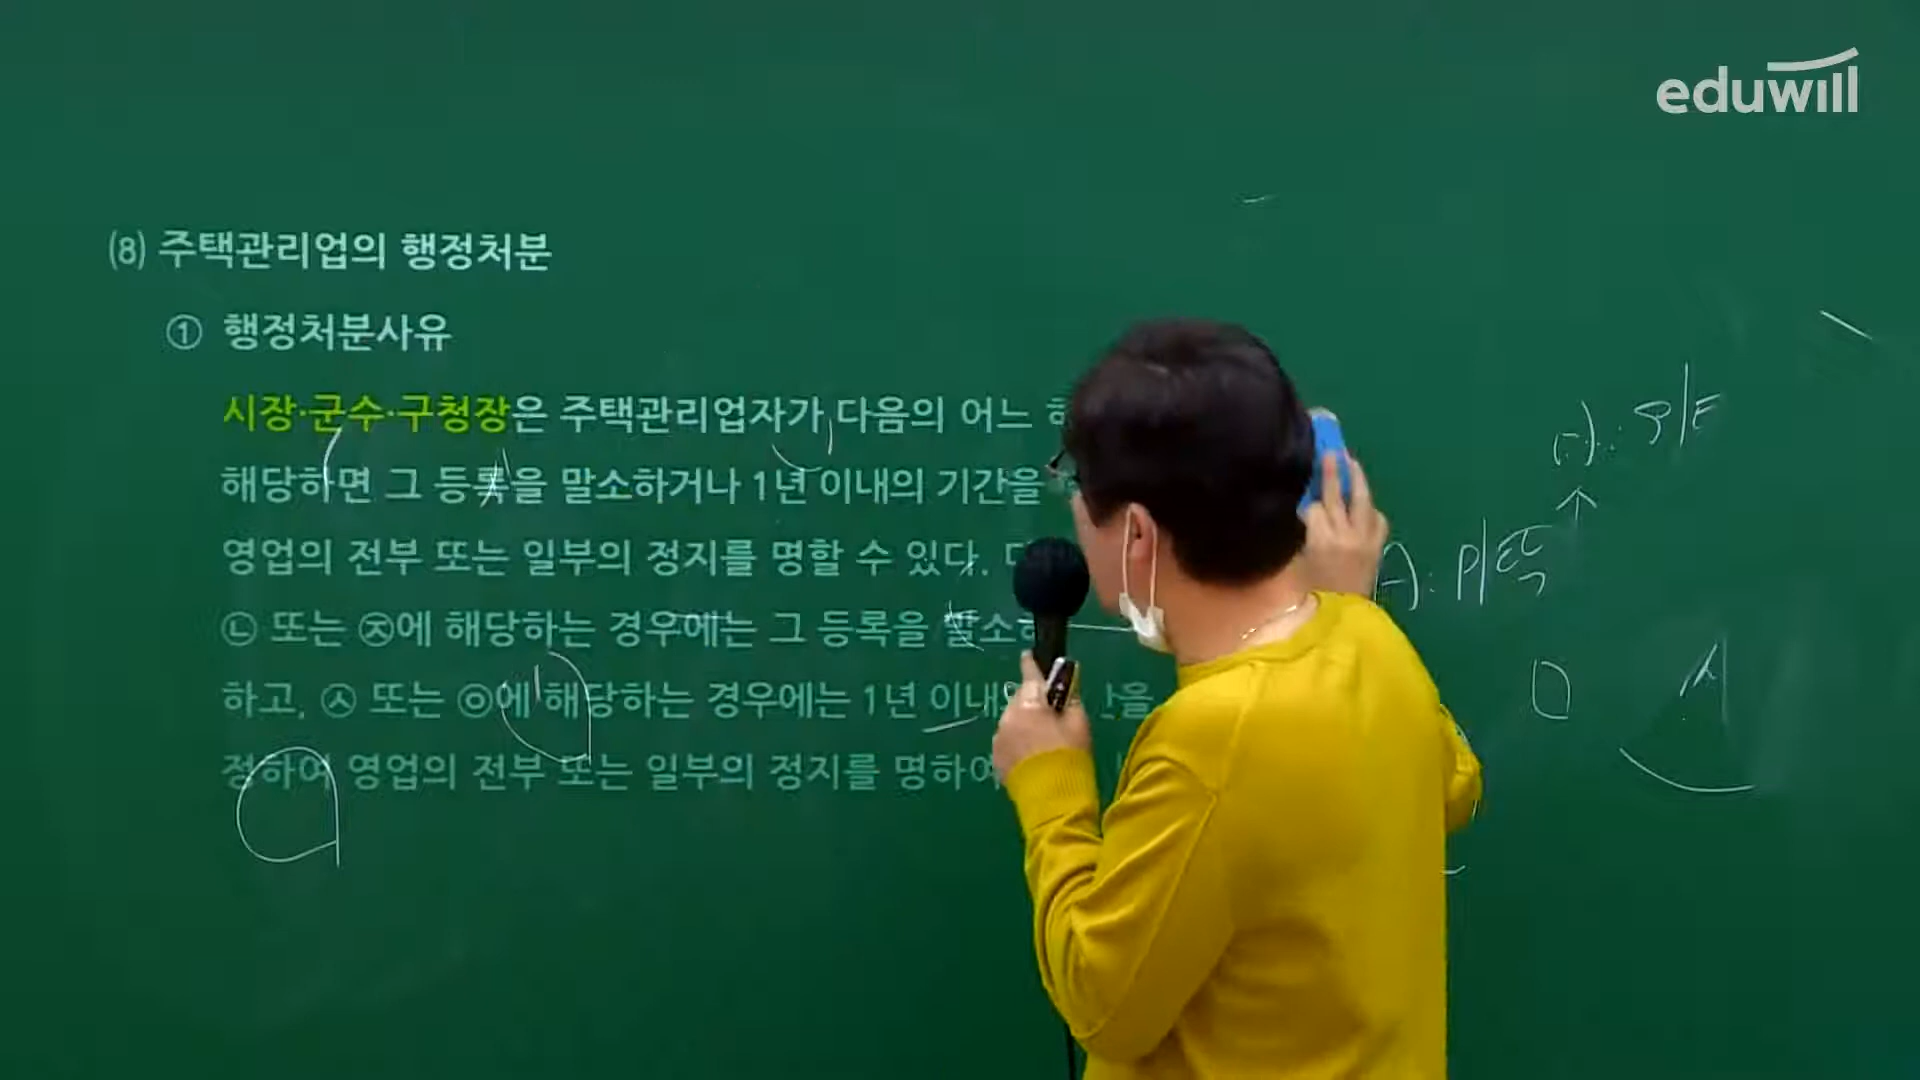 eduwill
(8) 주택관리업의 행정처분
① 행정처분사유
시장·군수·구청장은 주택관리업자가 다음의 어느
해당하면 그 등록을 말소하거나 1년 이내의 기간을
영업의 전부 또는 일부의 정지를 명할 수 있다.
㉡ 또는 ㉨에 해당하는 경우에는 그 등록을 말소
하고, ㉦ 또는 ㉧에 해당하는 경우에는 1년 이내
정하여 영업의 전부 또는 일부의 정지를 명하여